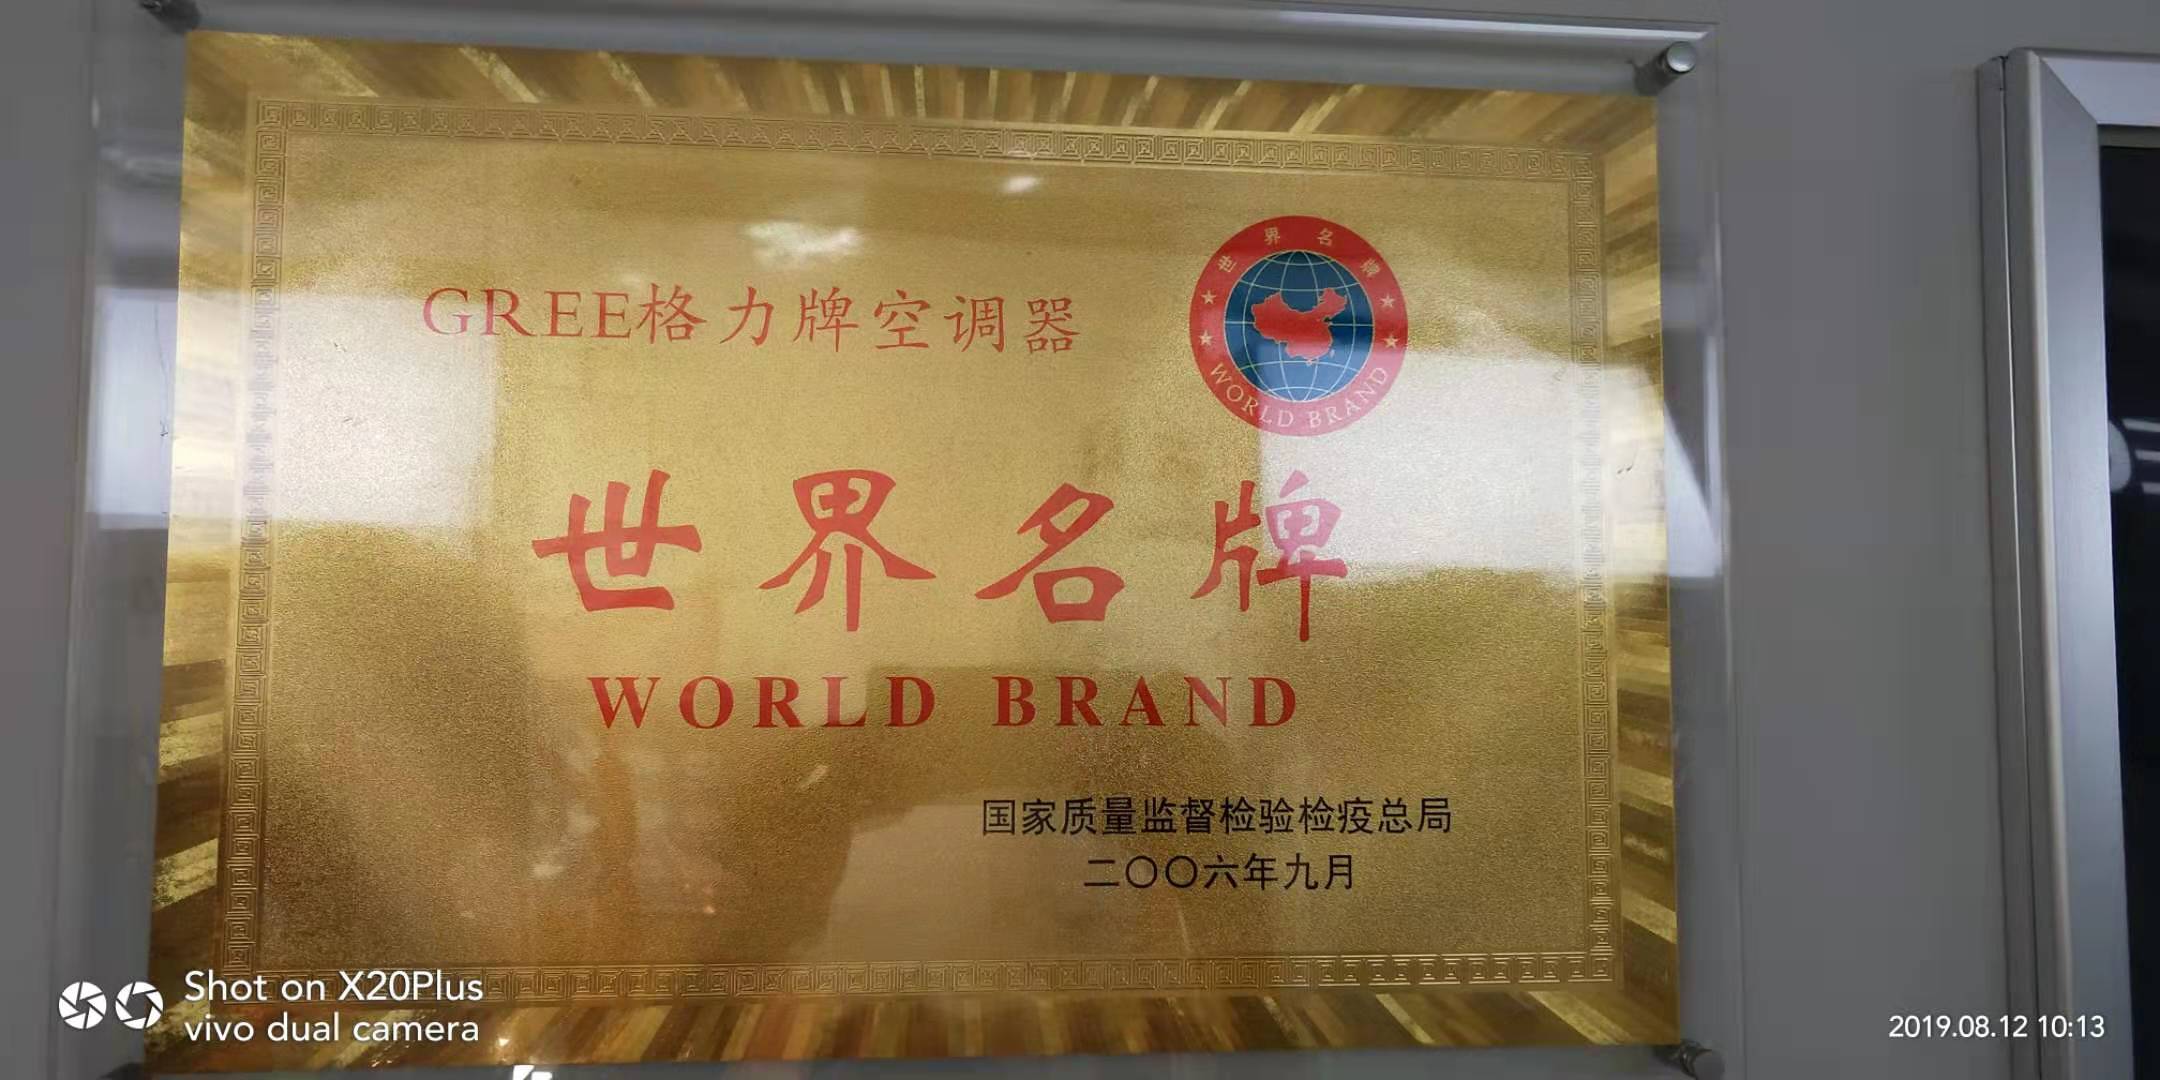 GREE格力牌空调器
世界名牌
WORLD BRAND
世界名牌
WORLD BRAND
国家质量监督检验检疫总局
二〇〇六年九月
Shot on X20Plus
vivo dual camera
2019.08.12 10:13